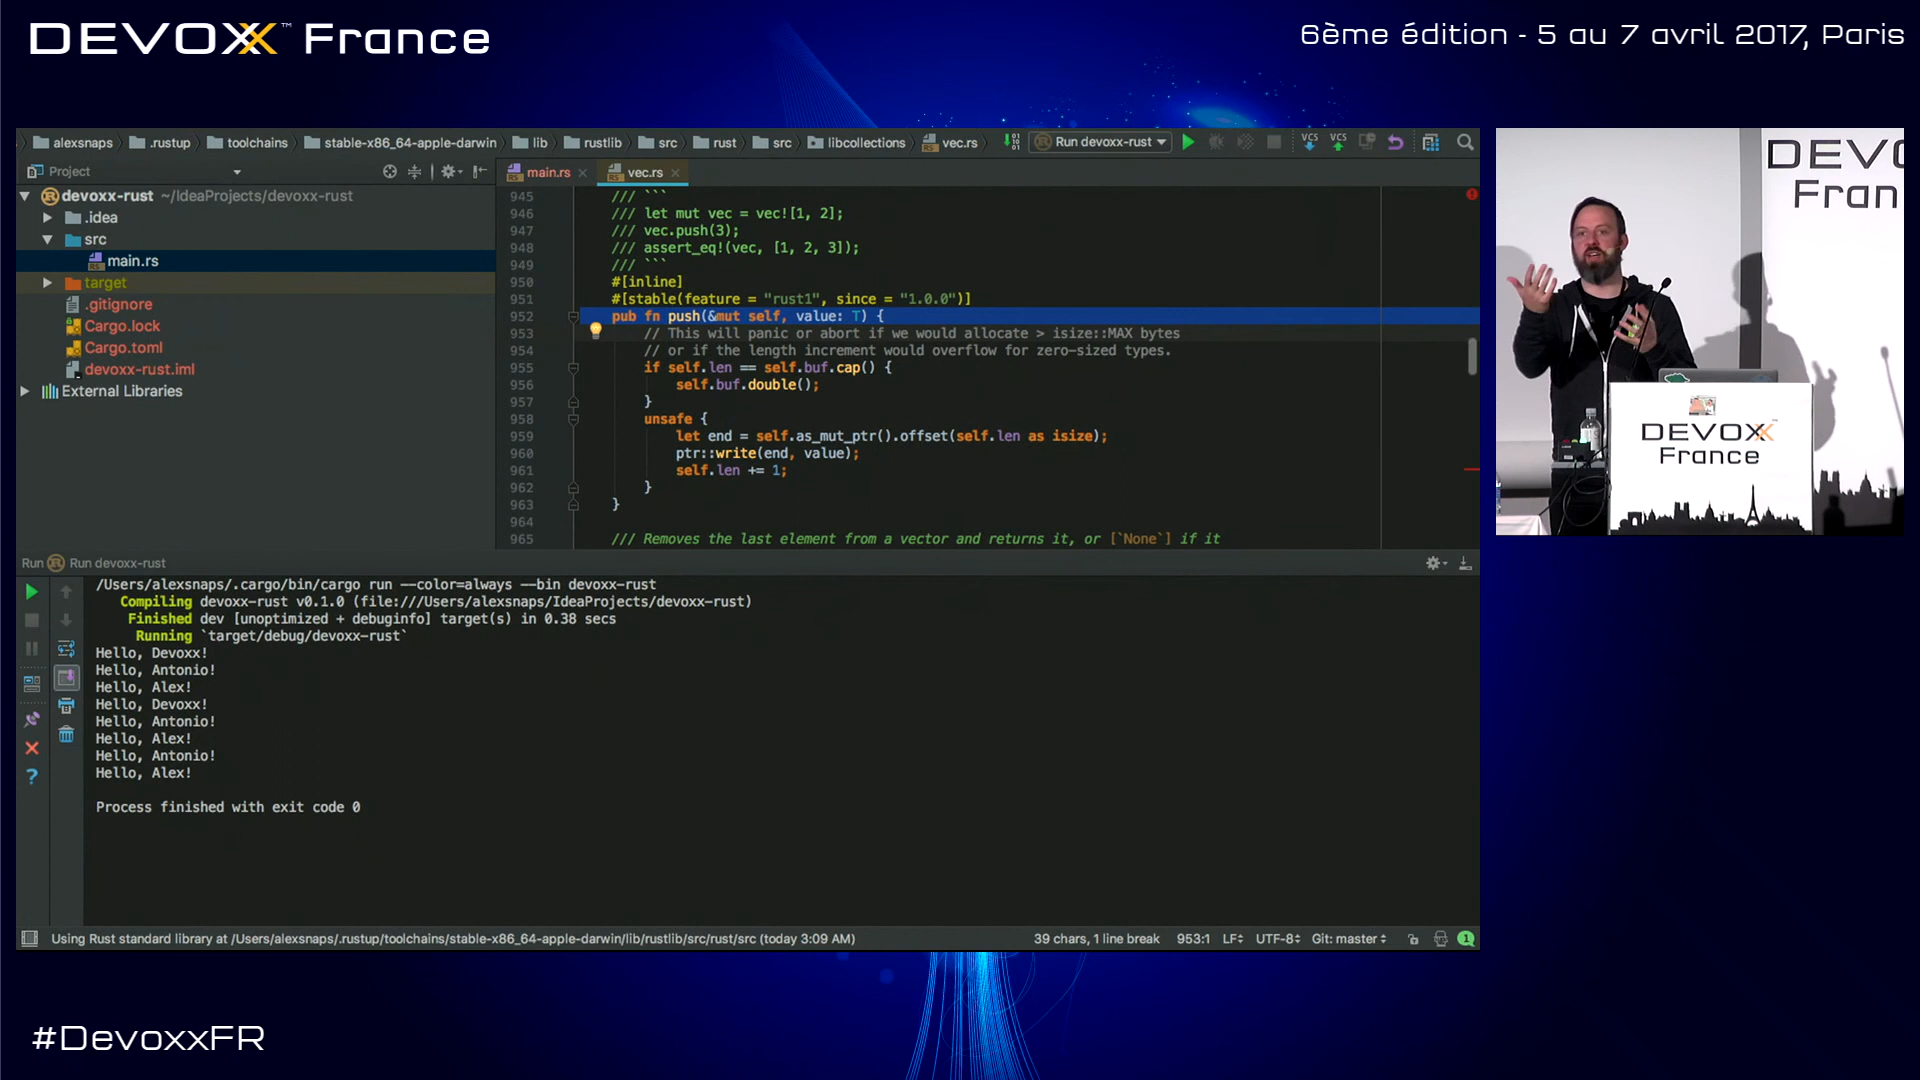 DEVOXX™ France
6ème édition - 5 au 7 avril 2017, Paris
alexsnaps .rustup toolchains stable-x86_64-apple-darwin lib rustlib src rust src libcollections vec.rs Run devoxx-rust VCS VCS
Project
main.rs vec.rs
devoxx-rust ~/IdeaProjects/devoxx-rust
.idea
src
main.rs
target
.gitignore
Cargo.lock
Cargo.toml
devoxx-rust.iml
External Libraries
945 /// ```
946 /// let mut vec = vec![1, 2];
947 /// vec.push(3);
948 /// assert_eq!(vec, [1, 2, 3]);
949 /// ```
950 #[inline]
951 #[stable(feature = "rust1", since = "1.0.0")]
952 pub fn push(&mut self, value: T) {
953 // This will panic or abort if we would allocate > isize::MAX bytes
954 // or if the length increment would overflow for zero-sized types.
955 if self.len == self.buf.cap() {
956 self.buf.double();
957 }
958 unsafe {
959 let end = self.as_mut_ptr().offset(self.len as isize);
960 ptr::write(end, value);
961 self.len += 1;
962 }
963 }
964
965 /// Removes the last element from a vector and returns it, or [`None`] if it
Run Run devoxx-rust
/Users/alexsnaps/.cargo/bin/cargo run --color=always --bin devoxx-rust
Compiling devoxx-rust v0.1.0 (file:///Users/alexsnaps/IdeaProjects/devoxx-rust)
Finished dev [unoptimized + debuginfo] target(s) in 0.38 secs
Running `target/debug/devoxx-rust`
Hello, Devoxx!
Hello, Antonio!
Hello, Alex!
Hello, Devoxx!
Hello, Antonio!
Hello, Alex!
Hello, Antonio!
Hello, Alex!
Process finished with exit code 0
Using Rust standard library at /Users/alexsnaps/.rustup/toolchains/stable-x86_64-apple-darwin/lib/rustlib/src/rust/src (today 3:09 AM)
39 chars, 1 line break 953:1 LF÷ UTF-8÷ Git: master÷ 1
DEVO
Fran
DEVOXX
France
#DevoxxFR